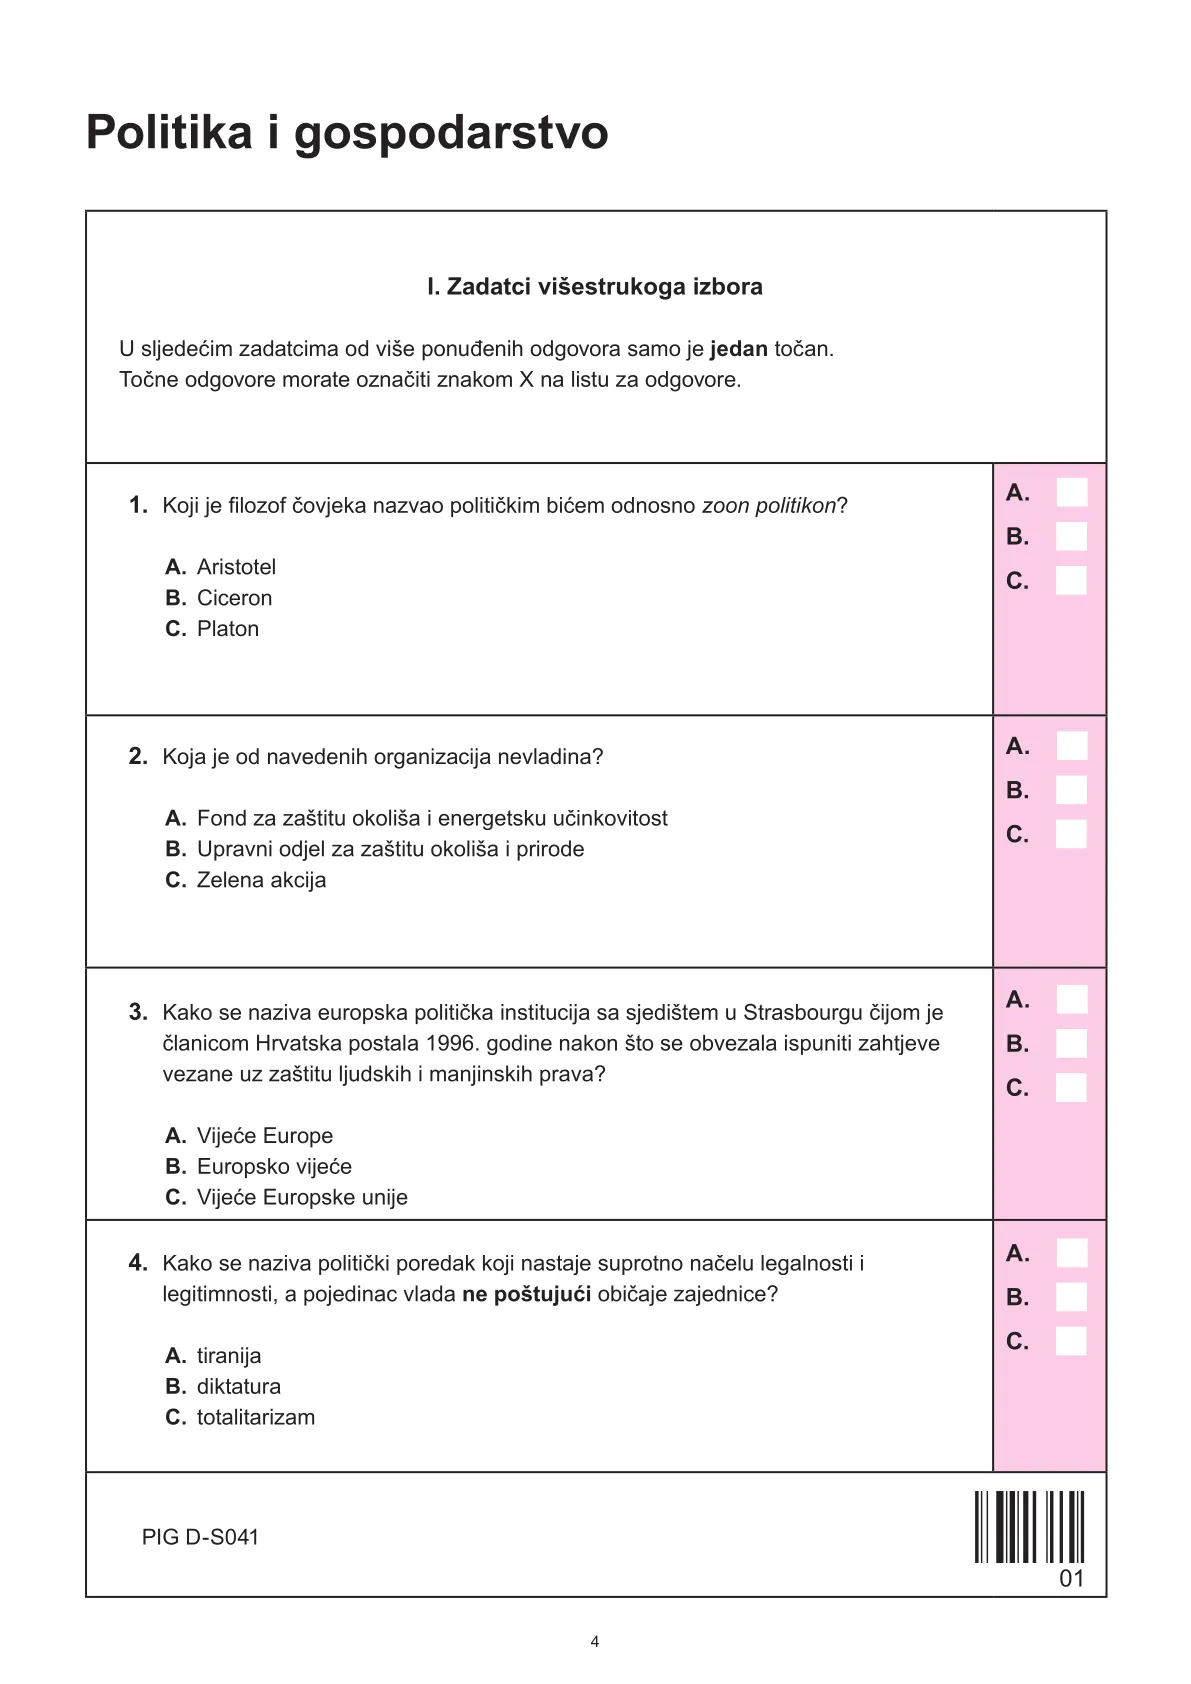 Politika i gospodarstvo
I. Zadatci višestrukoga izbora
U sljedećim zadatcima od više ponuđenih odgovora samo je jedan točan.
Točne odgovore morate označiti znakom X na listu za odgovore.
1. Koji je filozof čovjeka nazvao političkim bićem odnosno zoon politikon?
A. Aristotel
B. Ciceron
C. Platon
A.
B.
C.
2. Koja je od navedenih organizacija nevladina?
A. Fond za zaštitu okoliša i energetsku učinkovitost
B. Upravni odjel za zaštitu okoliša i prirode
C. Zelena akcija
A.
B.
C.
3. Kako se naziva europska politička institucija sa sjedištem u Strasbourgu čijom je
članicom Hrvatska postala 1996. godine nakon što se obvezala ispuniti zahtjeve
vezane uz zaštitu ljudskih i manjinskih prava?
A. Vijeće Europe
B. Europsko vijeće
C. Vijeće Europske unije
A.
B.
C.
4. Kako se naziva politički poredak koji nastaje suprotno načelu legalnosti i
legitimnosti, a pojedinac vlada ne poštujući običaje zajednice?
A. tiranija
B. diktatura
C. totalitarizam
A.
B.
C.
PIG D-S041
01
4